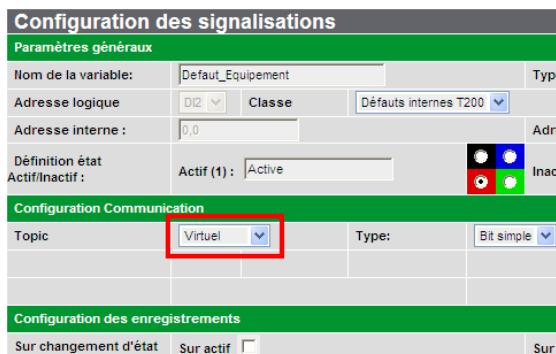 Configuration des signalisations
Paramètres généraux
Nom de la variable: Defaut_Equipement Typ
Adresse logique DI2 Classe Défauts internes T200
Adresse interne : 0,0 Adr
Définition état
Actif/Inactif : Actif (1) : Active Inac
Configuration Communication
Topic Virtuel Type: Bit simple
Configuration des enregistrements
Sur changement d'état Sur actif Sur